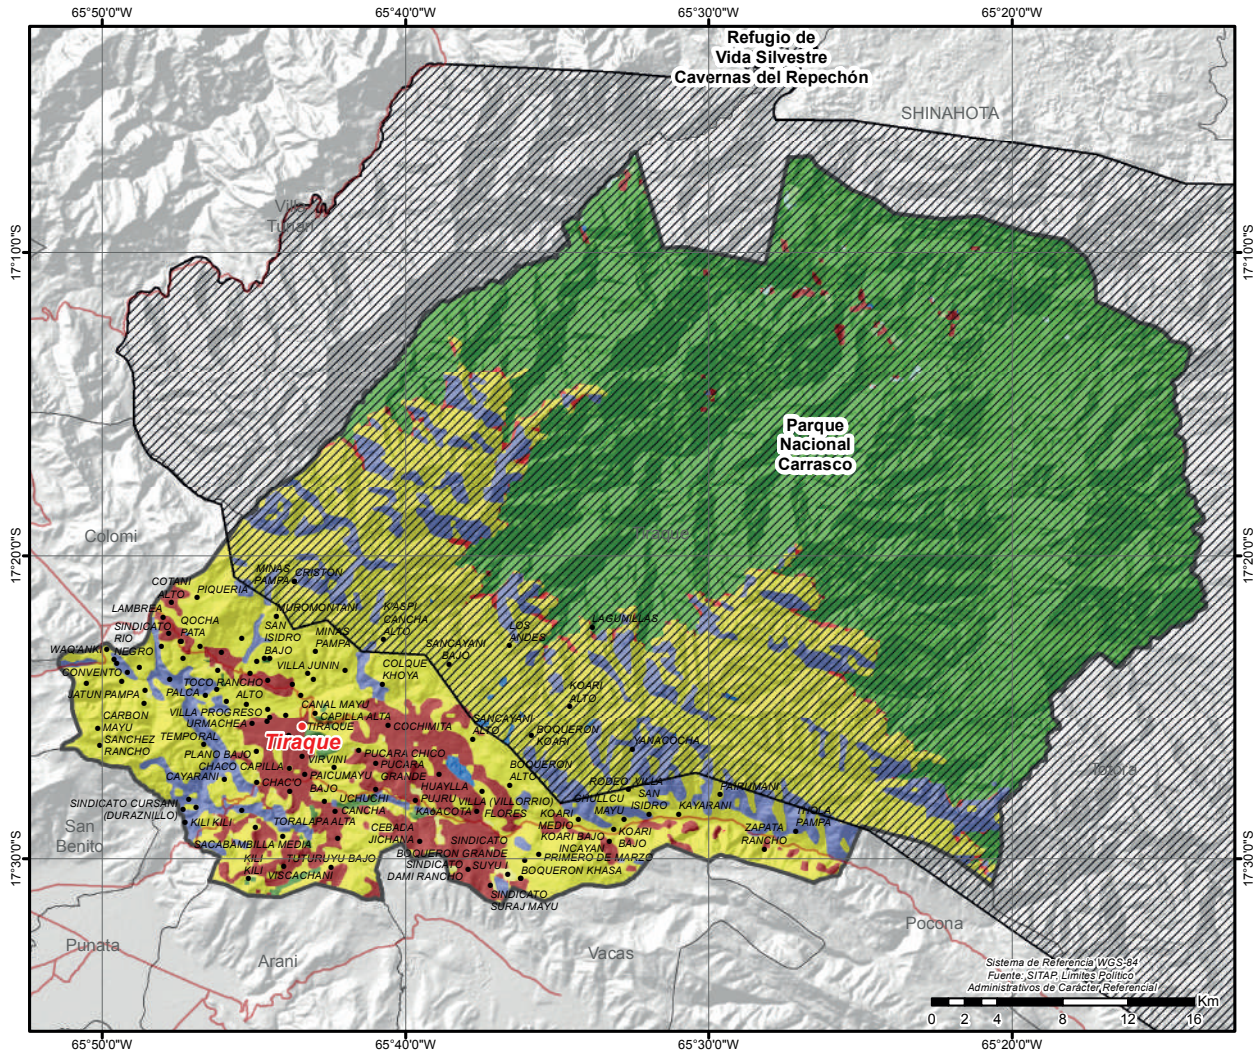 65°50'0"W
65°40'0"W
65°30'0"W
65°20'0"W
Refugio de
Vida Silvestre
Cavernas del Repechón
SHINAHOTA
Villa
Tunari
17°10'0"S
17°10'0"S
Parque
Nacional
Carrasco
Colomi
Tiraque
17°20'0"S
17°20'0"S
MINAS
PAMPA
CRISTON
COTANI
ALTO
PIQUERIA
LAMBREA
MUROMONTANI
K'ASPI
CANCHA
ALTO
LAGUNILLAS
SINDICATO
RIO
NEGRO
QOCHA
PATA
SAN
ISIDRO
BAJO
MINAS
PAMPA
LOS
ANDES
SANCAYANI
BAJO
WAQ'ANKI
CONVENTO
VILLA JUNIN
COLQUE
KHOYA
TOCO RANCHO
ALTO
JATUN PAMPA
PALCA
KOARI
ALTO
CANAL MAYU
VILLA PROGRESO
CAPILLA ALTA
CARBON
MAYU
URMACHEA
TIRAQUE
COCHIMITA
SANCAYANI
ALTO
BOQUERON
KOARI
SANCHEZ
RANCHO
TEMPORAL
Tiraque
YANACOCHA
PLANO BAJO
VIRVINI
PUCARA CHICO
PUCARA
GRANDE
CHACO CAPILLA
PAICUMAYU
BAJO
BOQUERON
ALTO
CAYARANI
CHAC'O
HUAYLLA
PUJRU
RODEO
VILLA
SAN
ISIDRO
PAIRUMANI
Totora
UCHUCHI
CANCHA
VILLA (VILLORRIO)
FLORES
CHULLCU
MAYU
KAYARANI
SINDICATO CURSANI
(DURAZNILLO)
KAJACOTA
KOARI
MEDIO
THOLA
PAMPA
KILI KILI
TORALAPA ALTA
CEBADA
JICHANA
SINDICATO
BOQUERON GRANDE
KOARI BAJO
KOARI
BAJO
INCAYAN
ZAPATA
RANCHO
San
Benito
SACABAMBILLA MEDIA
PRIMERO DE MARZO
KILI
KILI
TUTURUYU BAJO
VISCACHANI
SINDICATO
DAMI RANCHO
SUYU I
BOQUERON KHASA
17°30'0"S
17°30'0"S
SINDICATO
SURAJ MAYU
Punata
Arani
Vacas
Pocona
Sistema de Referencia WGS-84
Fuente: SITAP, Limites Político
Administrativos de Carácter Referencial
Km
0 2 4 8 12 16
65°50'0"W
65°40'0"W
65°30'0"W
65°20'0"W